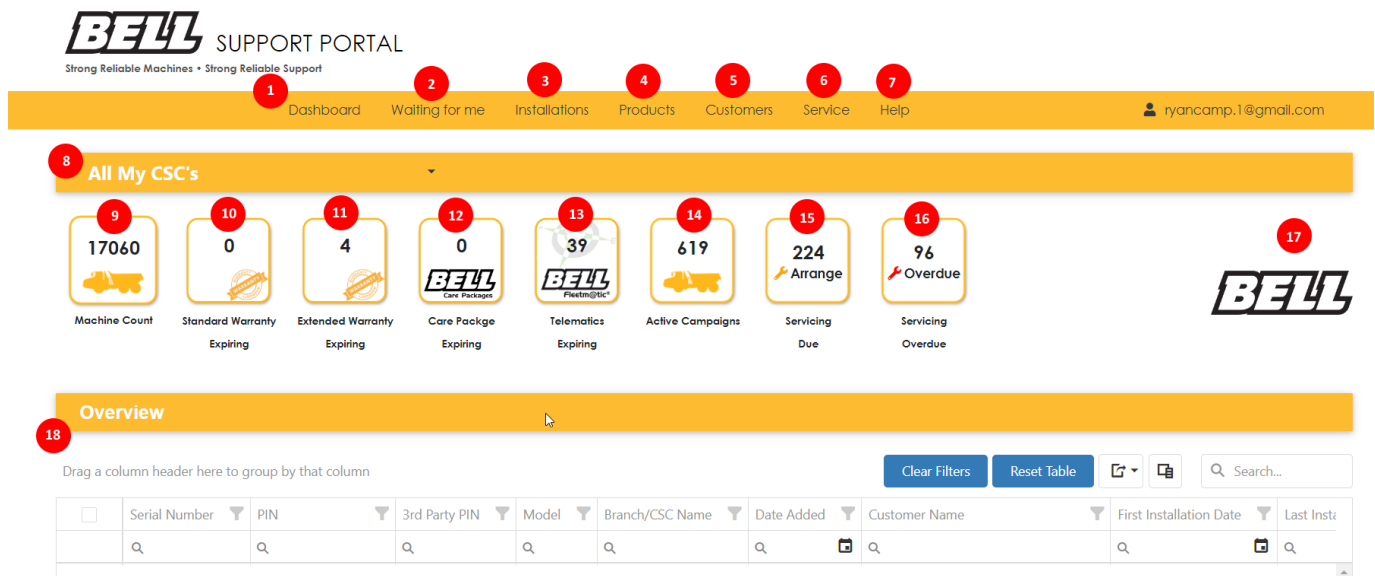 BELL SUPPORT PORTAL
Strong Reliable Machines • Strong Reliable Support
1 2 3 4 5 6 7
Dashboard Waiting for me Installations Products Customers Service Help ryancamp.1@gmail.com
8
All My CSC's
9 10 11 12 13 14 15 16 17
17060 0 4 0 39 619 224 96
Arrange Overdue
WARRANTY WARRANTY BELL BELL BELL
Care Packages Fleetm@tic®
Machine Count Standard Warranty Extended Warranty Care Packge Telematics Active Campaigns Servicing Servicing
Expiring Expiring Expiring Expiring Due Overdue
Overview
18
Drag a column header here to group by that column Clear Filters Reset Table Search...
Serial Number PIN 3rd Party PIN Model Branch/CSC Name Date Added Customer Name First Installation Date Last Insta